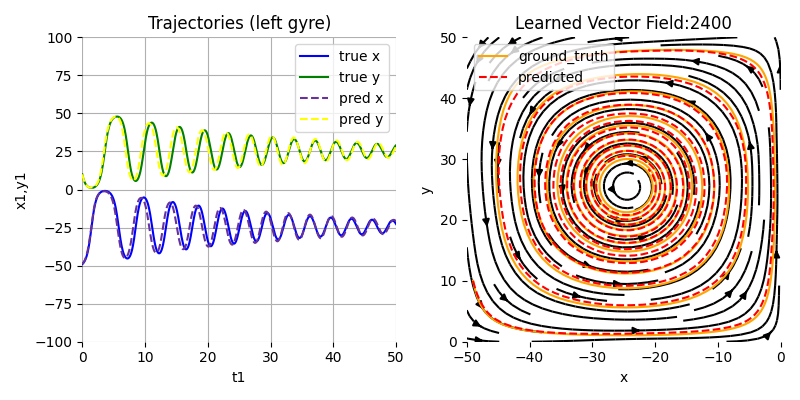 Trajectories (left gyre)
100
75
50
25
0
−25
−50
−75
−100
x1,y1
true x
true y
pred x
pred y
0
10
20
30
40
50
t1
Learned Vector Field:2400
50
40
30
20
10
0
y
ground_truth
predicted
−50
−40
−30
−20
−10
0
x